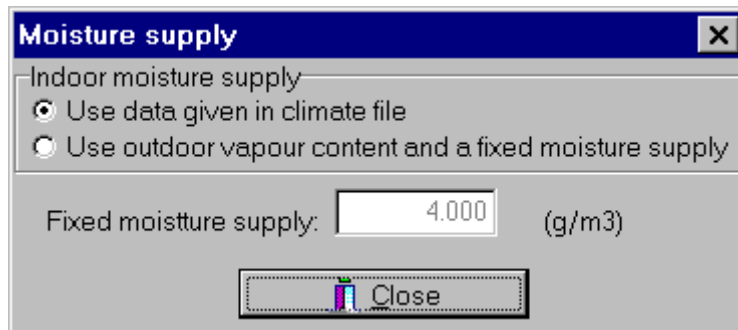 Moisture supply
Indoor moisture supply
Use data given in climate file
Use outdoor vapour content and a fixed moisture supply
Fixed moistture supply: 4.000 (g/m3)
Close